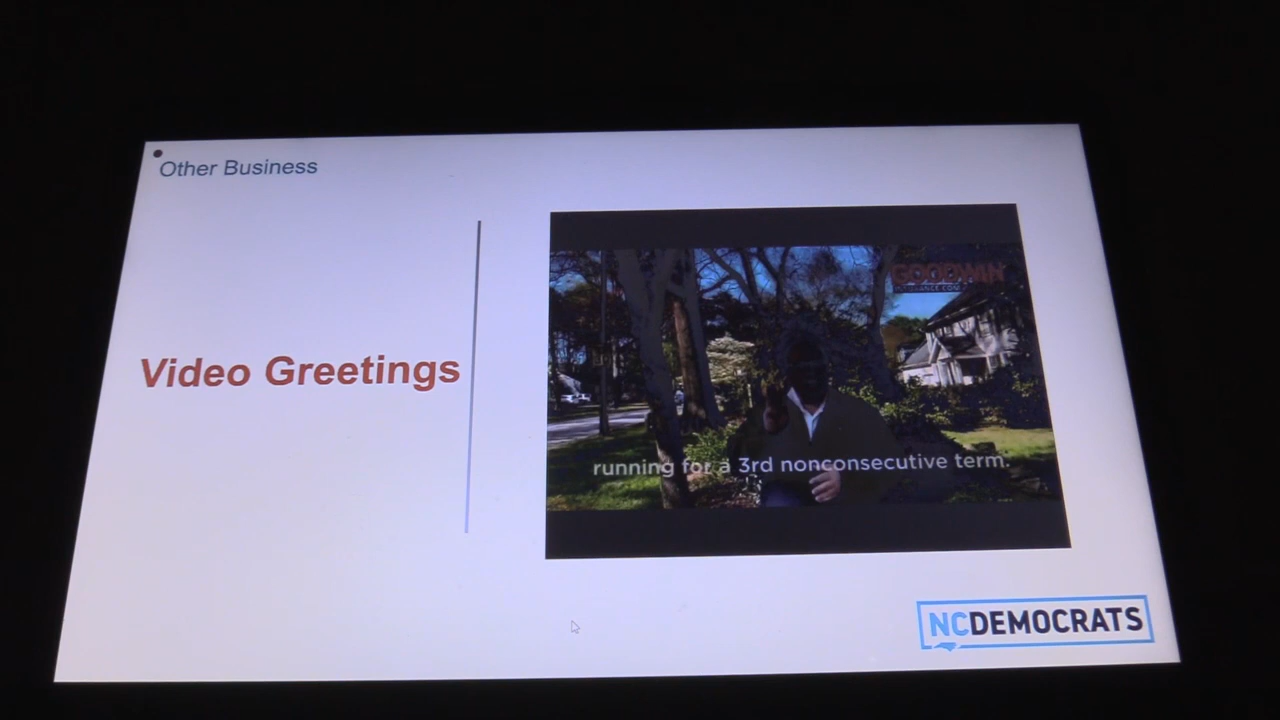 Other Business
Video Greetings
GOODWIN
running for a 3rd nonconsecutive term.
NCDEMOCRATS